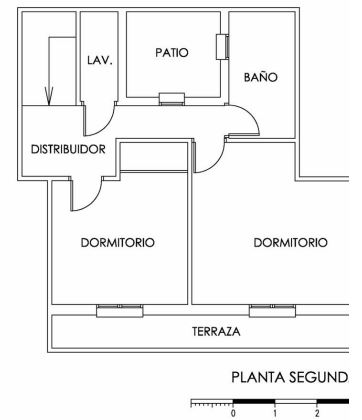 LAV.
PATIO
BAÑO
DISTRIBUIDOR
DORMITORIO
DORMITORIO
TERRAZA
PLANTA SEGUND
0 1 2